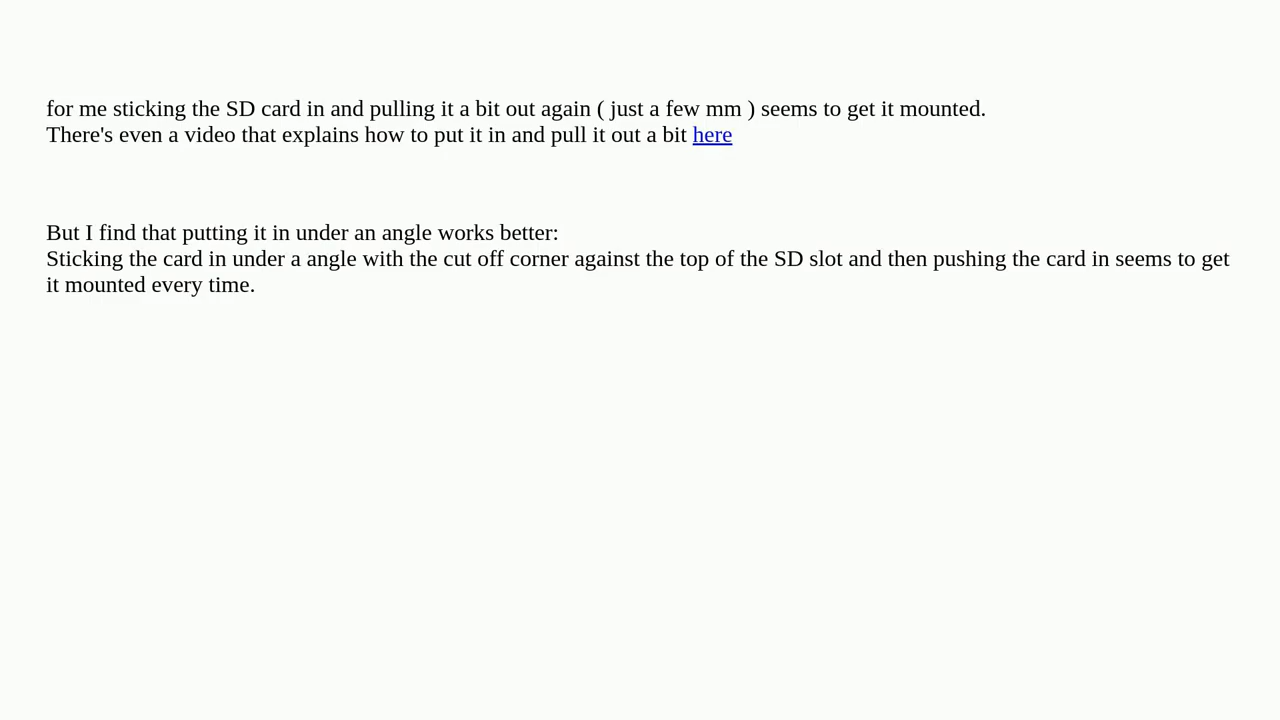 for me sticking the SD card in and pulling it a bit out again ( just a few mm ) seems to get it mounted.
There's even a video that explains how to put it in and pull it out a bit here
But I find that putting it in under an angle works better:
Sticking the card in under a angle with the cut off corner against the top of the SD slot and then pushing the card in seems to get
it mounted every time.